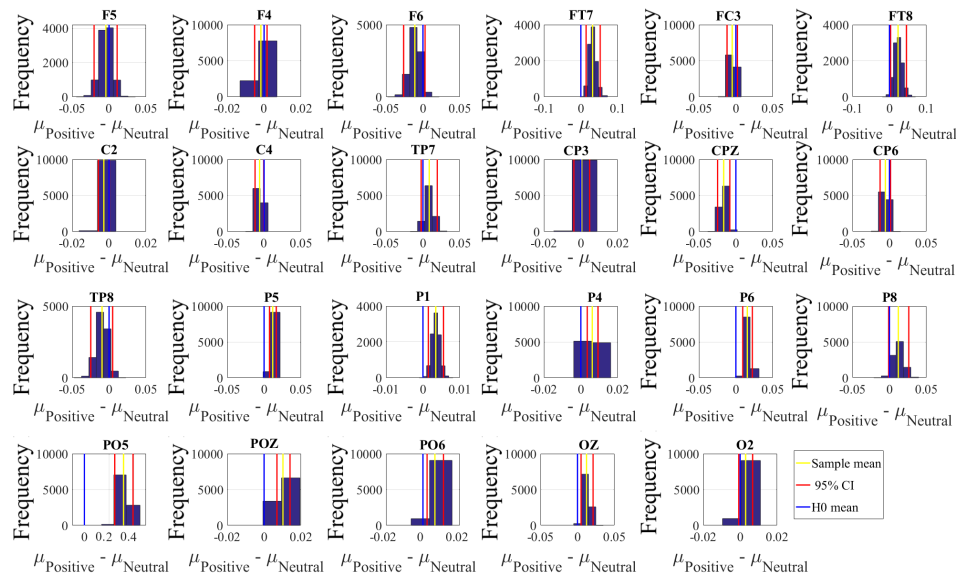 F5 F4 F6 FT7 FC3 FT8
Frequency Frequency Frequency Frequency Frequency Frequency
4000 2000 0 10000 5000 0 5000 0 4000 2000 0 10000 5000 0 4000 2000 0
-0.05 0 0.05 -0.02 0 0.02 -0.05 0 0.05 -0.1 0 0.1 -0.05 0 0.05 -0.1 0 0.1
μPositive - μNeutral μPositive - μNeutral μPositive - μNeutral μPositive - μNeutral μPositive - μNeutral μPositive - μNeutral
C2 C4 TP7 CP3 CPZ CP6
Frequency Frequency Frequency Frequency Frequency Frequency
10000 5000 0 10000 5000 0 10000 5000 0 10000 5000 0 10000 5000 0 10000 5000 0
-0.02 0 0.02 -0.05 0 0.05 -0.05 0 0.05 -0.02 0 0.02 -0.05 0 0.05 -0.05 0 0.05
μPositive - μNeutral μPositive - μNeutral μPositive - μNeutral μPositive - μNeutral μPositive - μNeutral μPositive - μNeutral
TP8 P5 P1 P4 P6 P8
Frequency Frequency Frequency Frequency Frequency Frequency
5000 0 10000 5000 0 4000 2000 0 10000 5000 0 10000 5000 0 10000 5000 0
-0.05 0 0.05 -0.05 0 0.05 -0.01 0 0.01 -0.02 0 0.02 -0.05 0 0.05 -0.05 0 0.05
μPositive - μNeutral μPositive - μNeutral μPositive - μNeutral μPositive - μNeutral μPositive - μNeutral μPositive - μNeutral
PO5 POZ PO6 OZ O2
Frequency Frequency Frequency Frequency Frequency
10000 5000 0 10000 5000 0 10000 5000 0 10000 5000 0 10000 5000 0
0 0.2 0.4 -0.02 0 0.02 -0.02 0 0.02 -0.05 0 0.05 -0.02 0 0.02
μPositive - μNeutral μPositive - μNeutral μPositive - μNeutral μPositive - μNeutral μPositive - μNeutral
Sample mean
95% CI
H0 mean